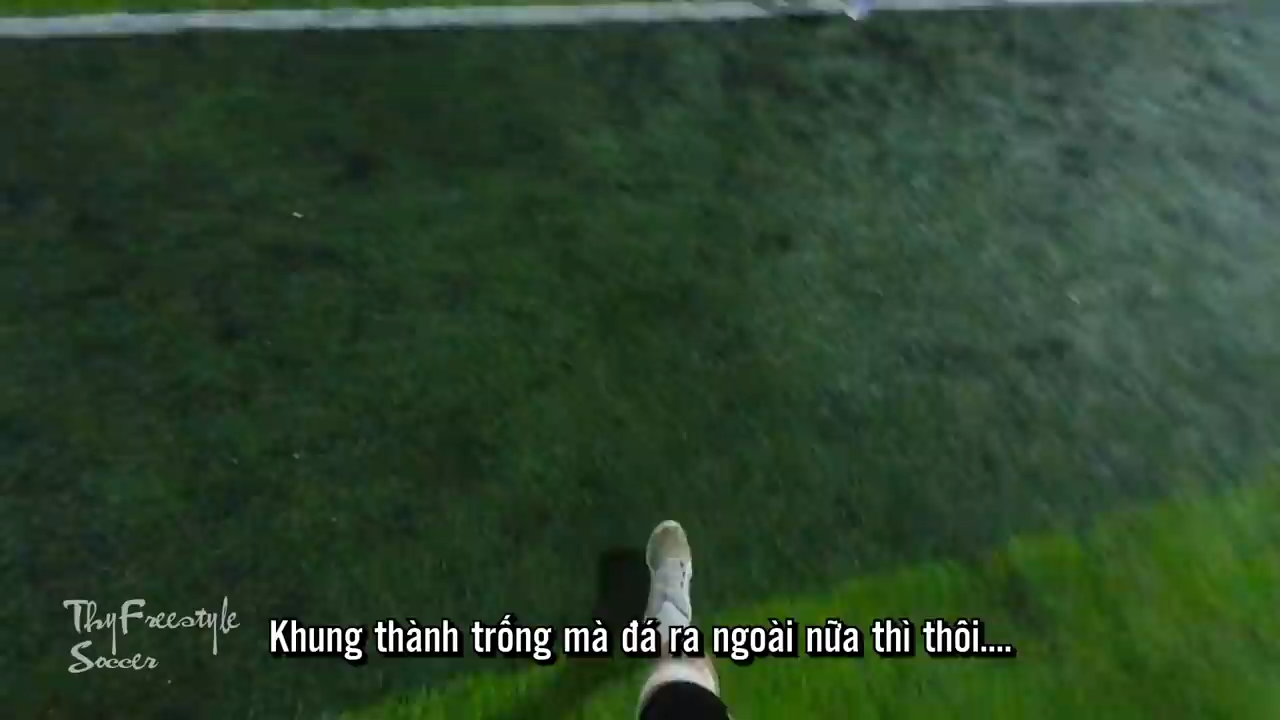 ThyFreestyle
Soccer
Khung thành trống mà đá ra ngoài nữa thì thôi....